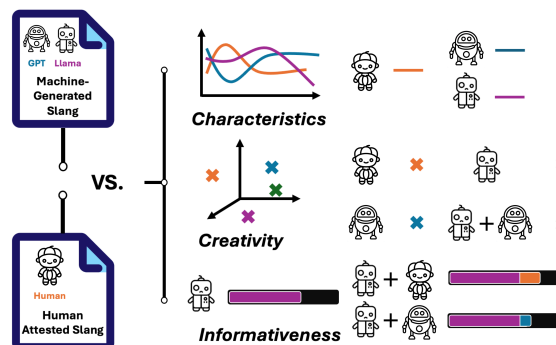 GPT Llama
Machine-
Generated
Slang
VS.
Human
Human
Attested Slang
Characteristics
Creativity
Informativeness